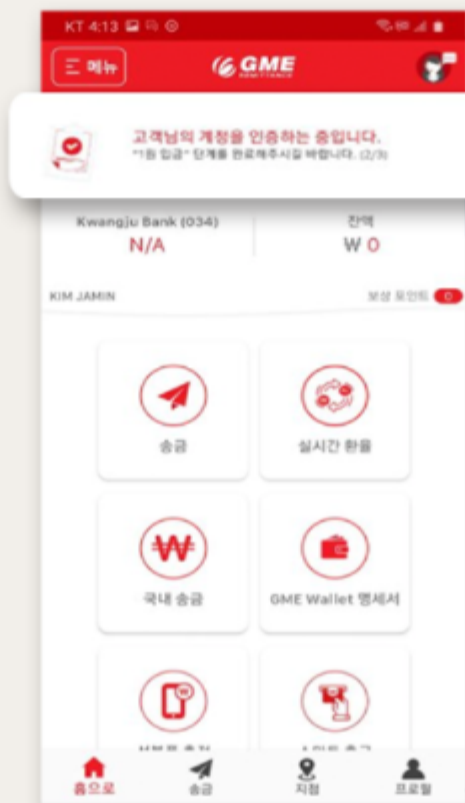 KT 4:13
메뉴
GME
REMITTANCE
고객님의 계정을 인증하는 중입니다.
"1원 입금" 단계를 완료해주시길 바랍니다. (2/3)
Kwangju Bank (034)
잔액
N/A
₩ 0
KIM JAMIN
보상 포인트 0
송금
실시간 환율
국내 송금
GME Wallet 명세서
홈으로
송금
지점
프로필